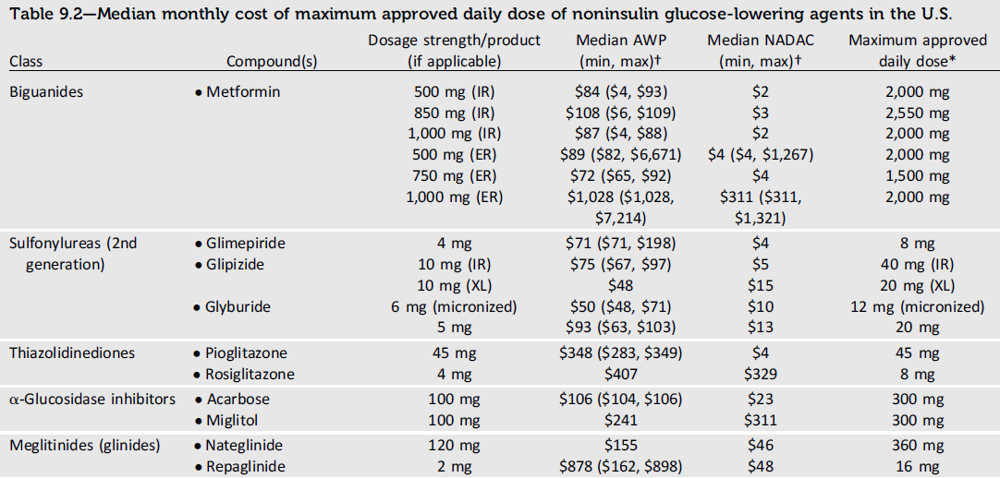 Table 9.2—Median monthly cost of maximum approved daily dose of noninsulin glucose-lowering agents in the U.S.
Class Compound(s) Dosage strength/product (if applicable) Median AWP (min, max)† Median NADAC (min, max)† Maximum approved daily dose*
Biguanides • Metformin 500 mg (IR) $84 ($4, $93) $2 2,000 mg
850 mg (IR) $108 ($6, $109) $3 2,550 mg
1,000 mg (IR) $87 ($4, $88) $2 2,000 mg
500 mg (ER) $89 ($82, $6,671) $4 ($4, $1,267) 2,000 mg
750 mg (ER) $72 ($65, $92) $4 1,500 mg
1,000 mg (ER) $1,028 ($1,028, $311 ($311, 2,000 mg
$7,214) $1,321)
Sulfonylureas (2nd • Glimepiride 4 mg $71 ($71, $198) $4 8 mg
generation) • Glipizide 10 mg (IR) $75 ($67, $97) $5 40 mg (IR)
10 mg (XL) $48 $15 20 mg (XL)
• Glyburide 6 mg (micronized) $50 ($48, $71) $10 12 mg (micronized)
5 mg $93 ($63, $103) $13 20 mg
Thiazolidinediones • Pioglitazone 45 mg $348 ($283, $349) $4 45 mg
• Rosiglitazone 4 mg $407 $329 8 mg
α-Glucosidase inhibitors • Acarbose 100 mg $106 ($104, $106) $23 300 mg
• Miglitol 100 mg $241 $311 300 mg
Meglitinides (glinides) • Nateglinide 120 mg $155 $46 360 mg
• Repaglinide 2 mg $878 ($162, $898) $48 16 mg